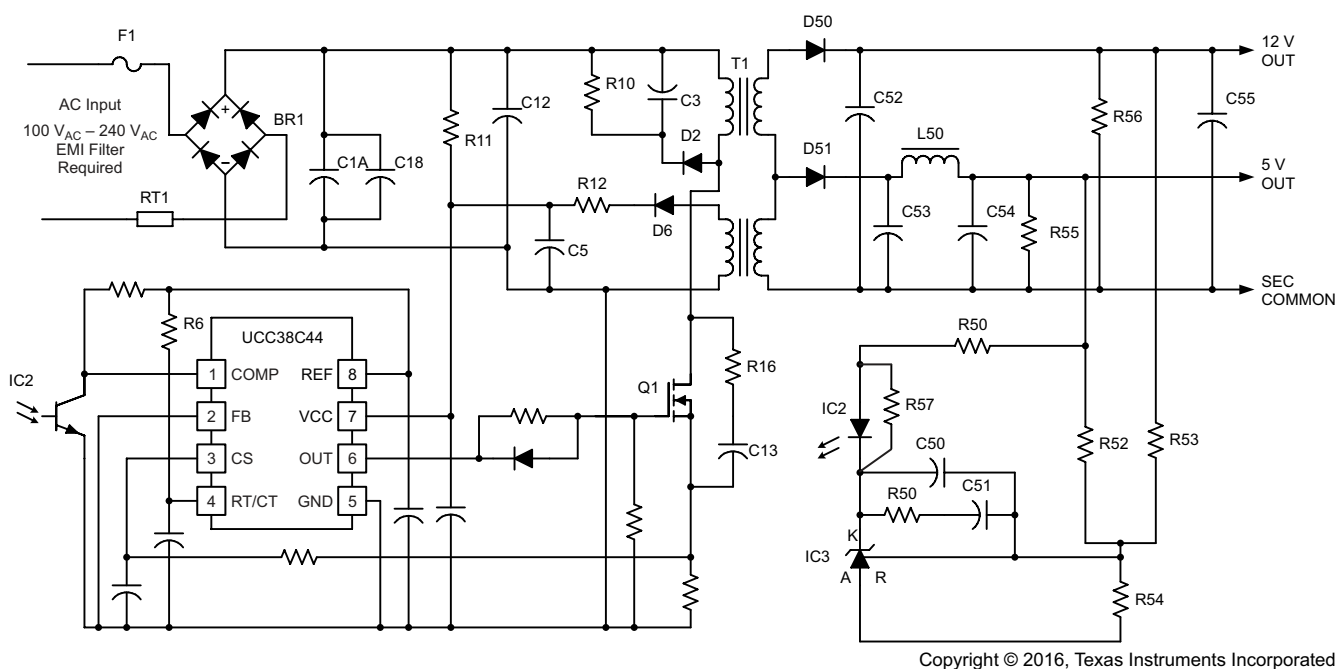 F1
AC Input
100 VAC – 240 VAC
EMI Filter
Required
RT1
BR1
+
–
C1A
C18
R11
C12
R10
C3
D2
T1
D50
D51
C52
L50
C53
C54
R55
R56
C55
12 V
OUT
5 V
OUT
SEC
COMMON
R12
D6
C5
R6
UCC38C44
IC2
1 COMP
REF 8
2 FB
VCC 7
3 CS
OUT 6
4 RT/CT
GND 5
Q1
R16
C13
R50
IC2
R57
C50
R50
C51
R52
R53
K
IC3
A
R
R54
Copyright © 2016, Texas Instruments Incorporated